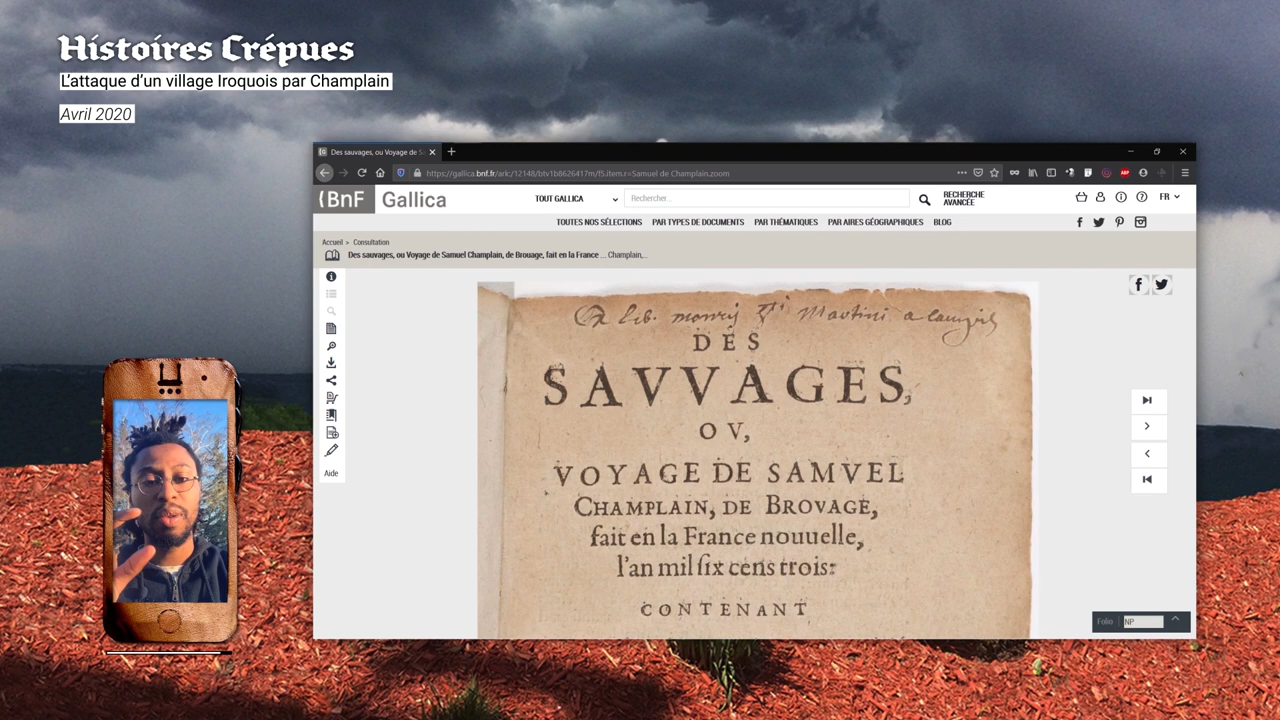 Histoires Crépues
L'attaque d'un village Iroquois par Champlain
Avril 2020
Des sauvages, ou Voyage de S
https://gallica.bnf.fr/ark:/12148/btv1b8626417m/f5.item.r=Samuel de Champlain.zoom
ABP
BnF Gallica
TOUT GALLICA
Rechercher...
RECHERCHE
AVANCÉE
FR
TOUTES NOS SÉLECTIONS PAR TYPES DE DOCUMENTS PAR THÉMATIQUES PAR AIRES GÉOGRAPHIQUES BLOG
Accueil > Consultation
Des sauvages, ou Voyage de Samuel Champlain, de Brouage, fait en la France ... Champlain,...
Aide
DES
SAVVAGES,
OV,
VOYAGE DE SAMVEL
CHAMPLAIN, DE BROVAGE,
fait en la France nouuelle,
l'an mil ſix cens trois:
CONTENANT
Folio NP